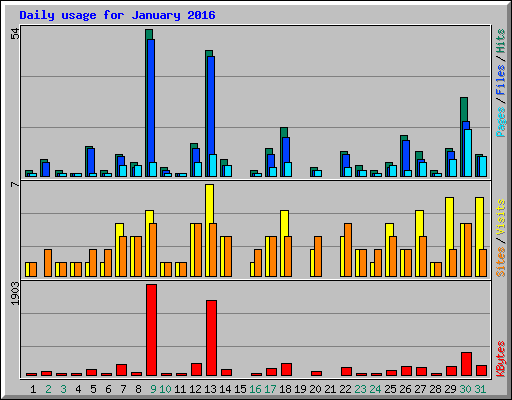 Daily usage for January 2016
54
Pages / Files / Hits
7
Sites / Visits
1903
KBytes
1 2 3 4 5 6 7 8 9 10 11 12 13 14 15 16 17 18 19 20 21 22 23 24 25 26 27 28 29 30 31